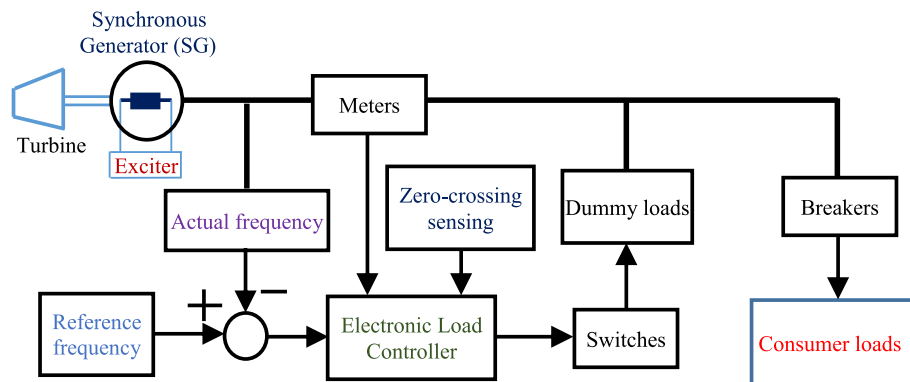 Synchronous
Generator (SG)
Turbine
Exciter
Meters
Actual frequency
Zero-crossing
sensing
Dummy loads
Breakers
+
−
Reference
frequency
Electronic Load
Controller
Switches
Consumer loads